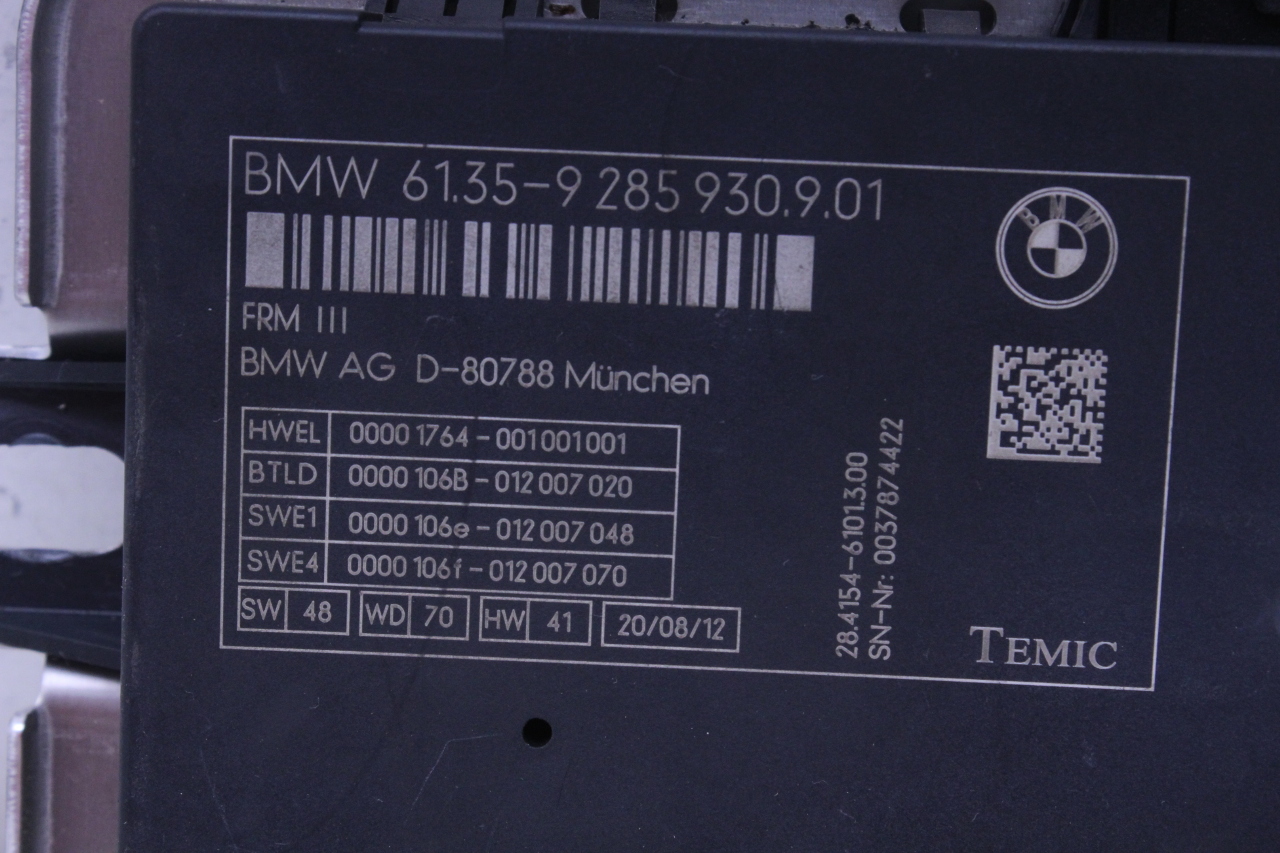 BMW 61.35-9 285 930.9.01
BMW
FRM III
BMW AG D-80788 München
HWEL 0000 1764-001001001
BTLD 0000 106B-012 007 020
SWE1 0000 106e-012 007 048
SWE4 0000 106f-012 007 070
SW 48 WD 70 HW 41 20/08/12
28.4154-6101.3.00
SN-Nr: 0037874422
TEMIC